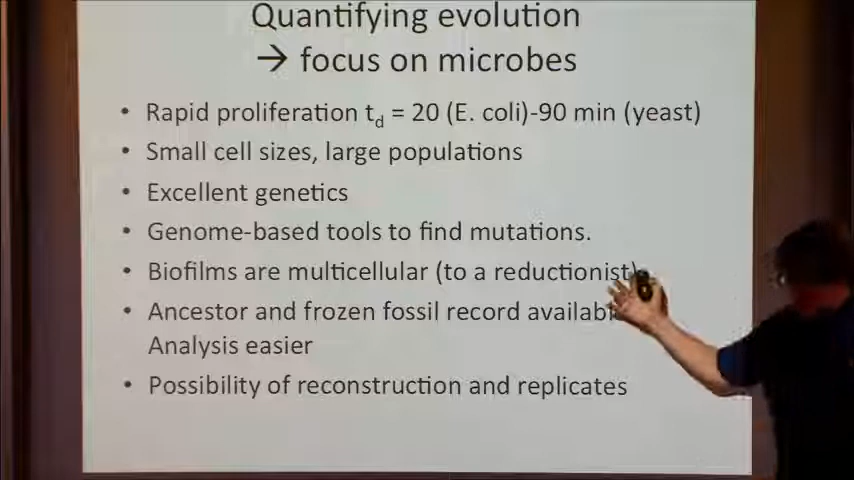 Quantifying evolution
→ focus on microbes
• Rapid proliferation td = 20 (E. coli)-90 min (yeast)
• Small cell sizes, large populations
• Excellent genetics
• Genome-based tools to find mutations.
• Biofilms are multicellular (to a reductionist)
• Ancestor and frozen fossil record
Analysis easier
• Possibility of reconstruction and replicates